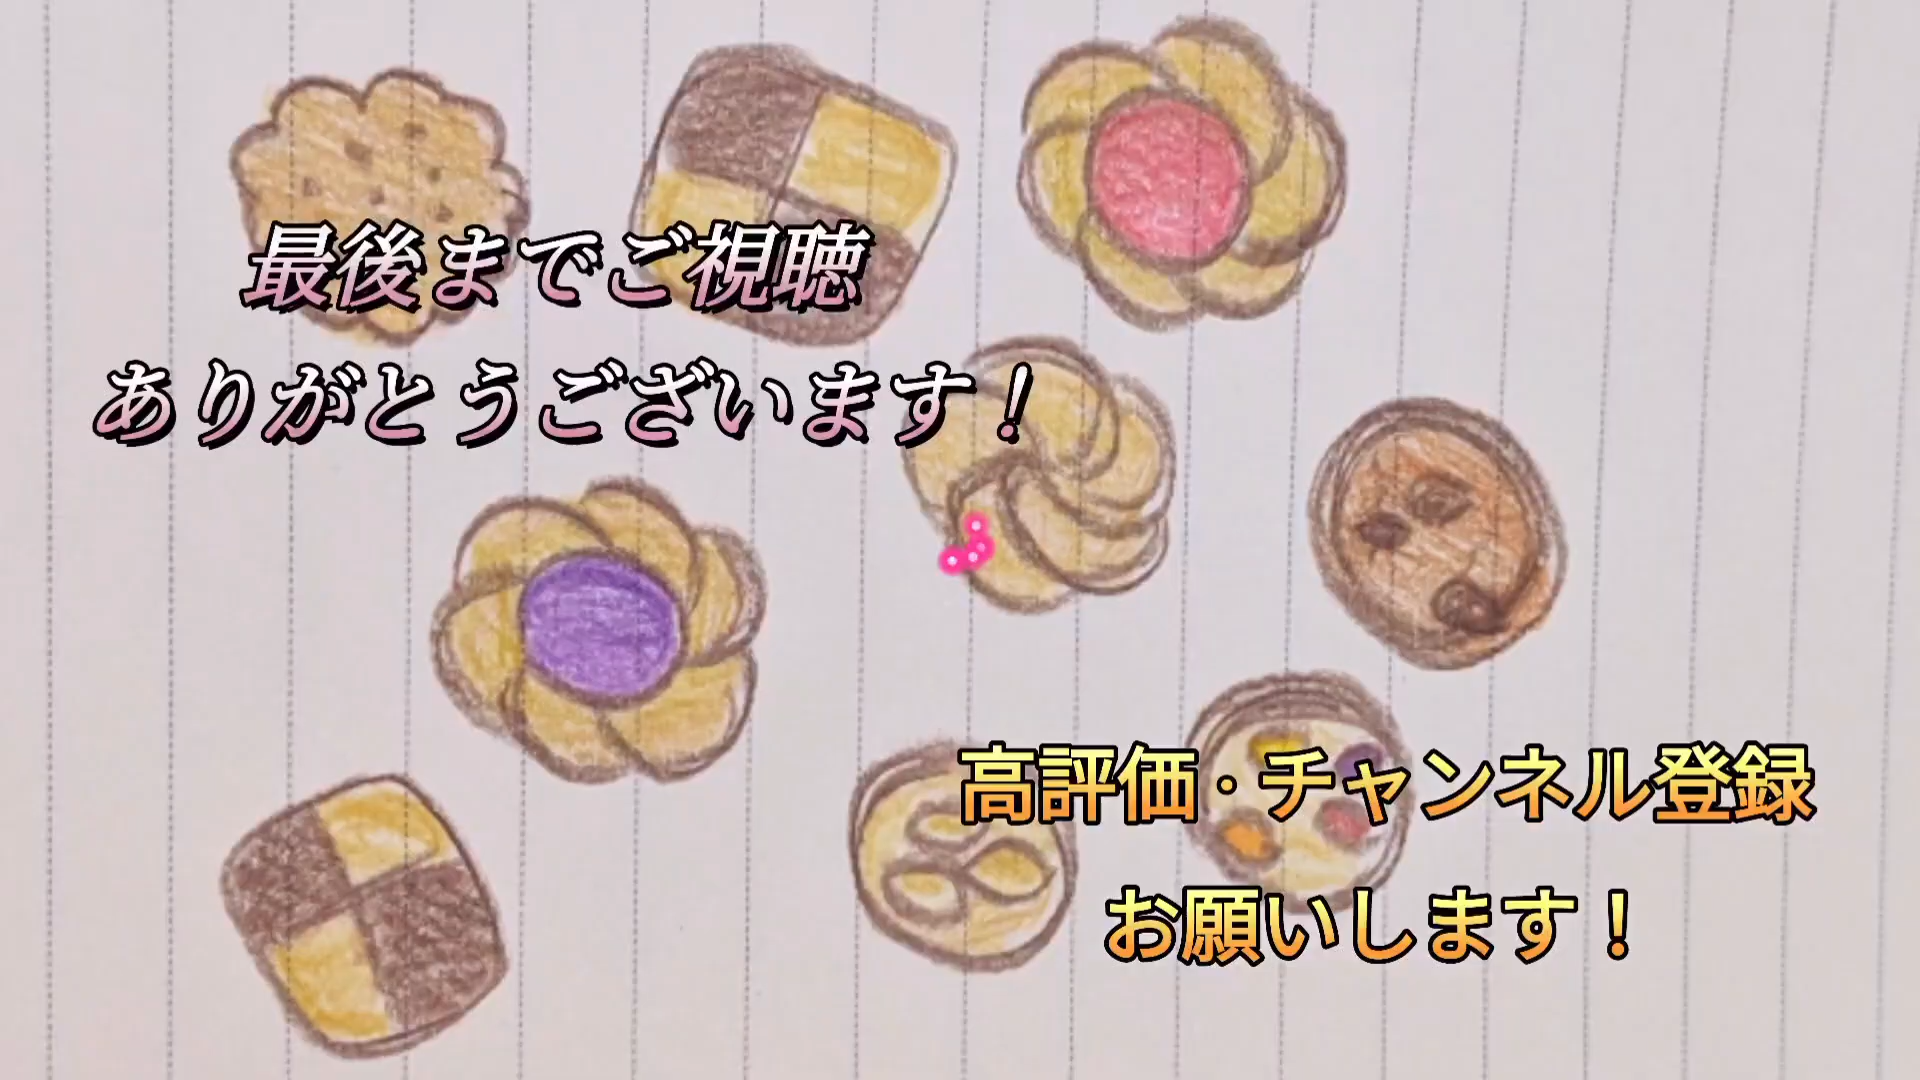 最後までご視聴
ありがとうございます！
高評価・チャンネル登録
お願いします！